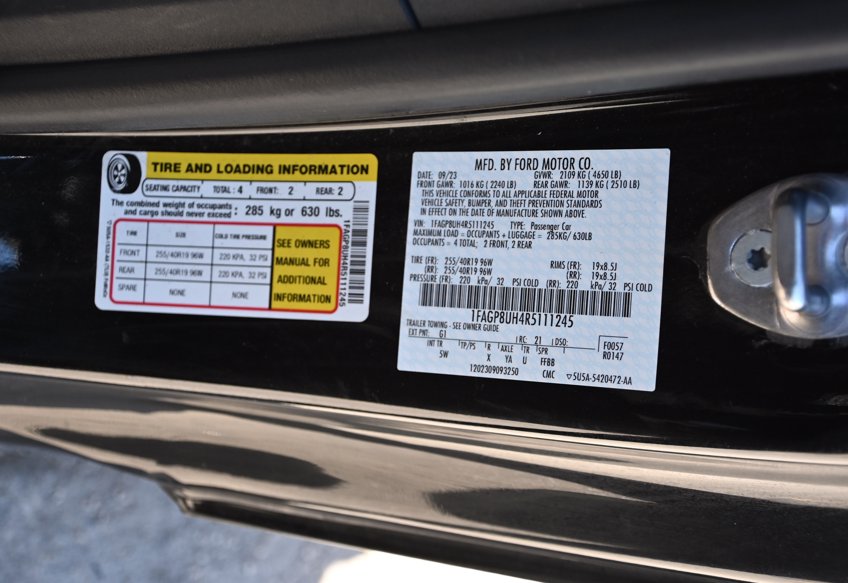 TIRE AND LOADING INFORMATION
SEATING CAPACITY TOTAL : 4 FRONT: 2 REAR: 2
The combined weight of occupants
and cargo should never exceed : 285 kg or 630 lbs.
TIRE SIZE COLD TIRE PRESSURE
FRONT 255/40R19 96W 220 KPA, 32 PSI
REAR 255/40R19 96W 220 KPA, 32 PSI
SPARE NONE NONE
SEE OWNERS
MANUAL FOR
ADDITIONAL
INFORMATION
1FAGP8UH4R5111245
MFD. BY FORD MOTOR CO.
DATE: 09/23 GVWR: 2109 KG ( 4650 LB)
FRONT GAWR: 1016 KG ( 2240 LB) REAR GAWR: 1139 KG ( 2510 LB)
THIS VEHICLE CONFORMS TO ALL APPLICABLE FEDERAL MOTOR
VEHICLE SAFETY, BUMPER, AND THEFT PREVENTION STANDARDS
IN EFFECT ON THE DATE OF MANUFACTURE SHOWN ABOVE.
VIN: 1FAGP8UH4R5111245 TYPE: Passenger Car
MAXIMUM LOAD = OCCUPANTS + LUGGAGE = 285KG/ 630LB
OCCUPANTS = 4 TOTAL; 2 FRONT, 2 REAR
TIRE (FR): 255/40R19 96W RIMS (FR): 19x8.5J
(RR): 255/40R19 96W (RR): 19x8.5J
PRESSURE (FR): 220 kPa/ 32 PSI COLD (RR): 220 kPa/ 32 PSI COLD
1FAGP8UH4R5111245
TRAILER TOWING - SEE OWNER GUIDE
EXT PNT: G1 RC: 21 DSO: F0057
INT TR TP/PS R AXLE TR SPR R0147
5W X YA U FFBB
1202309093250 CMC ▽5U5A-5420472-AA